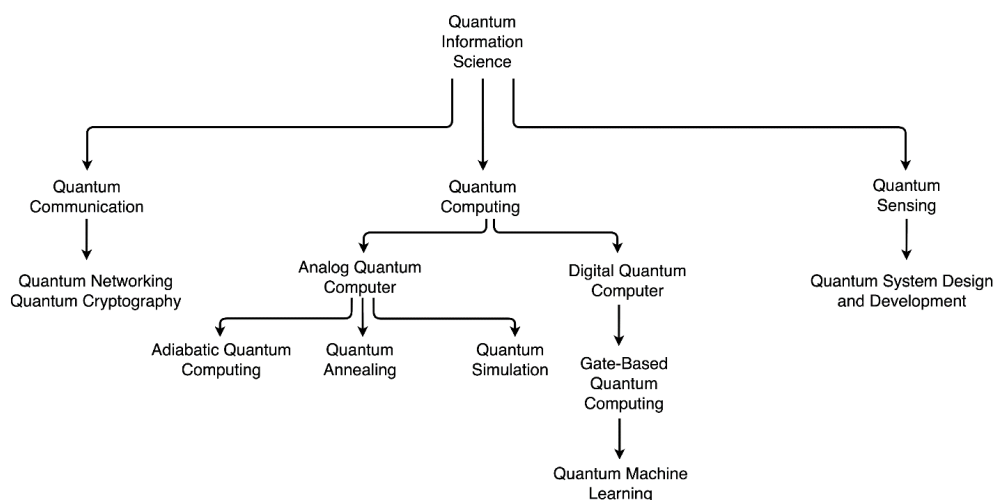 Quantum
Information
Science
Quantum
Communication
Quantum
Computing
Quantum
Sensing
Quantum Networking
Quantum Cryptography
Analog Quantum
Computer
Digital Quantum
Computer
Quantum System Design
and Development
Adiabatic Quantum
Computing
Quantum
Annealing
Quantum
Simulation
Gate-Based
Quantum
Computing
Quantum Machine
Learning